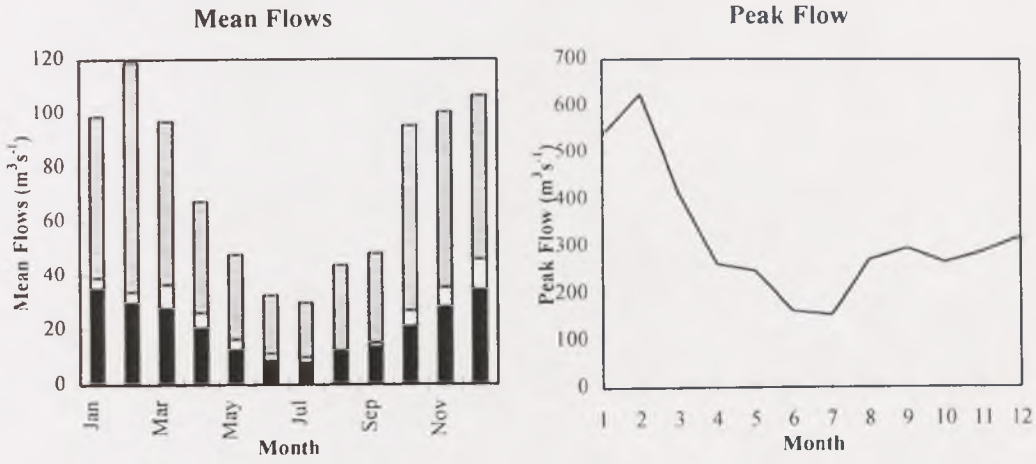 Mean Flows
120
100
80
60
40
20
0
Mean Flows (m³s⁻¹)
Jan
Mar
May
Jul
Sep
Nov
Month
Peak Flow
700
600
500
400
300
200
100
0
Peak Flow (m³s⁻¹)
1 2 3 4 5 6 7 8 9 10 11 12
Month